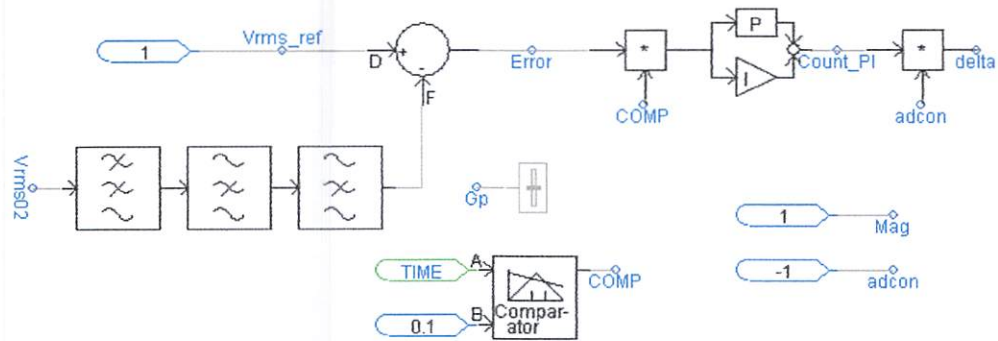 1
Vrms_ref
+
D
-
F
Error
*
COMP
P
I
Count_PI
*
adcon
delta
Vrms02
Gp
1
Mag
TIME
A
COMP
-1
adcon
0.1
B
Compar-
ator